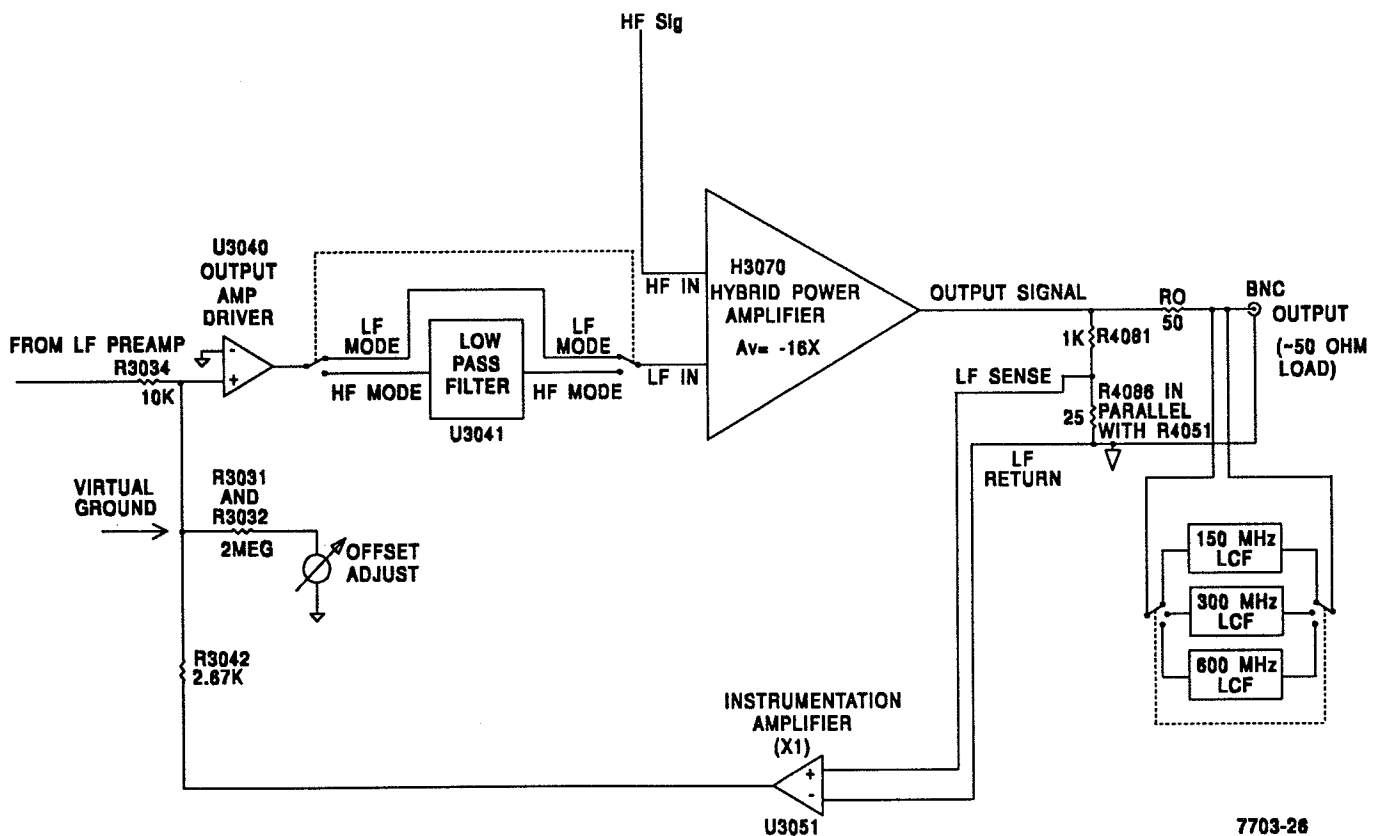 HF Sig
U3040
OUTPUT
AMP
DRIVER
H3070
HYBRID POWER
AMPLIFIER
Av= -16X
HF IN
LF IN
OUTPUT SIGNAL
RO
50
BNC
OUTPUT
(~50 OHM
LOAD)
1K
R4081
LF
MODE
LF
MODE
LOW
PASS
FILTER
HF MODE
HF MODE
U3041
FROM LF PREAMP
R3034
10K
-
+
LF SENSE
R4086 IN
PARALLEL
WITH R4051
25
LF
RETURN
VIRTUAL
GROUND
R3031
AND
R3032
2MEG
OFFSET
ADJUST
150 MHz
LCF
300 MHz
LCF
600 MHz
LCF
R3042
2.67K
INSTRUMENTATION
AMPLIFIER
(X1)
+
-
U3051
7703-26